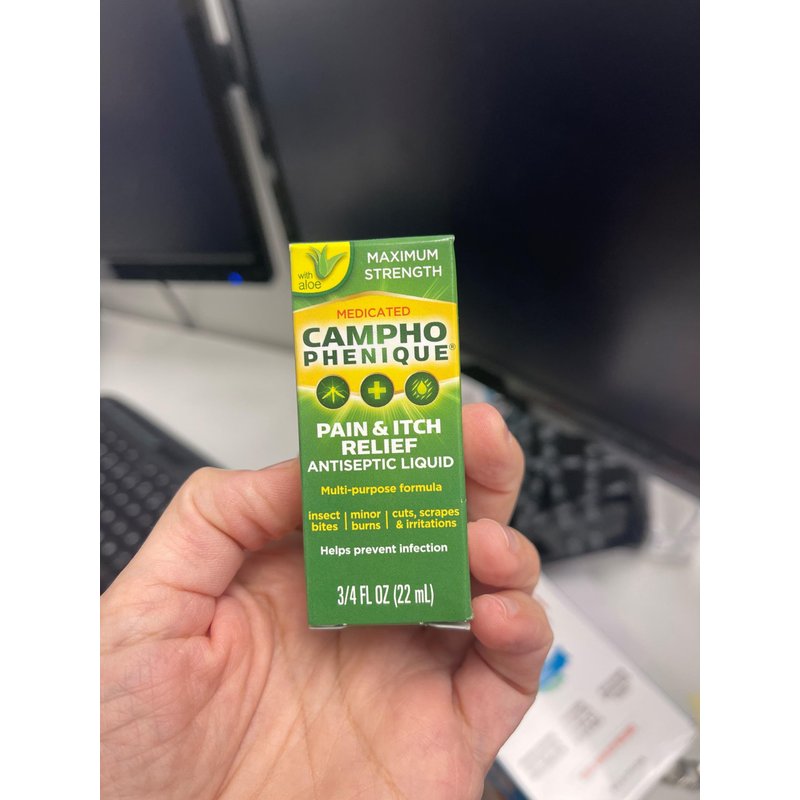 with
aloe
MAXIMUM
STRENGTH
MEDICATED
CAMPHO
PHENIQUE®
PAIN & ITCH
RELIEF
ANTISEPTIC LIQUID
Multi-purpose formula
insect
bites
minor
burns
cuts, scrapes
& irritations
Helps prevent infection
3/4 FL OZ (22 mL)